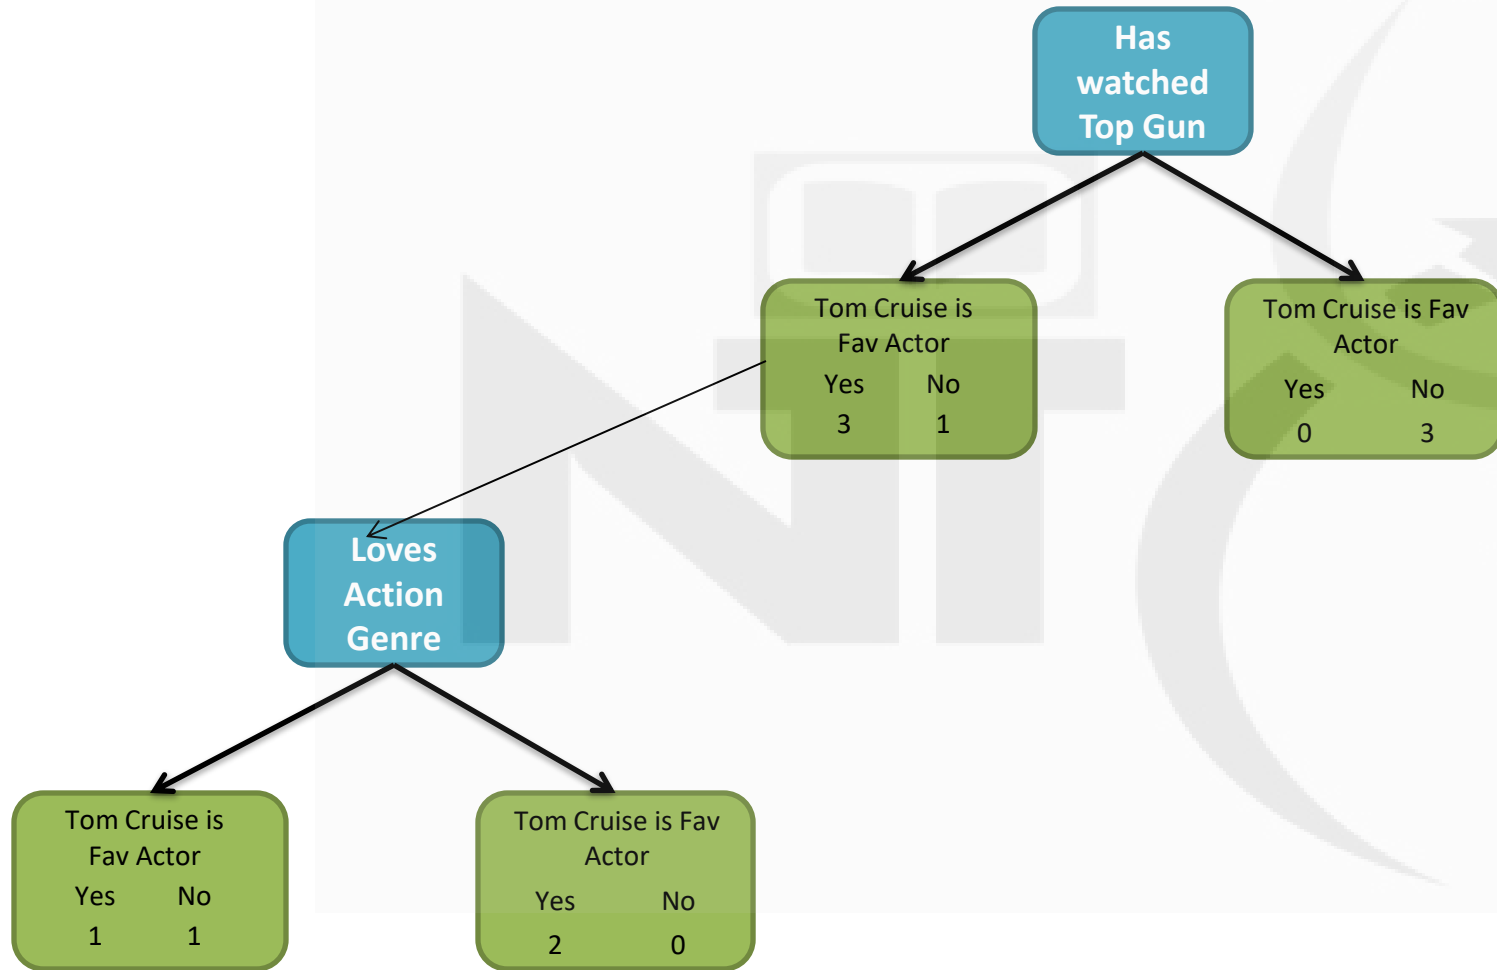 Has
watched
Top Gun
Tom Cruise is
Fav Actor
Yes No
3 1
Tom Cruise is Fav
Actor
Yes No
0 3
Loves
Action
Genre
Tom Cruise is
Fav Actor
Yes No
1 1
Tom Cruise is Fav
Actor
Yes No
2 0